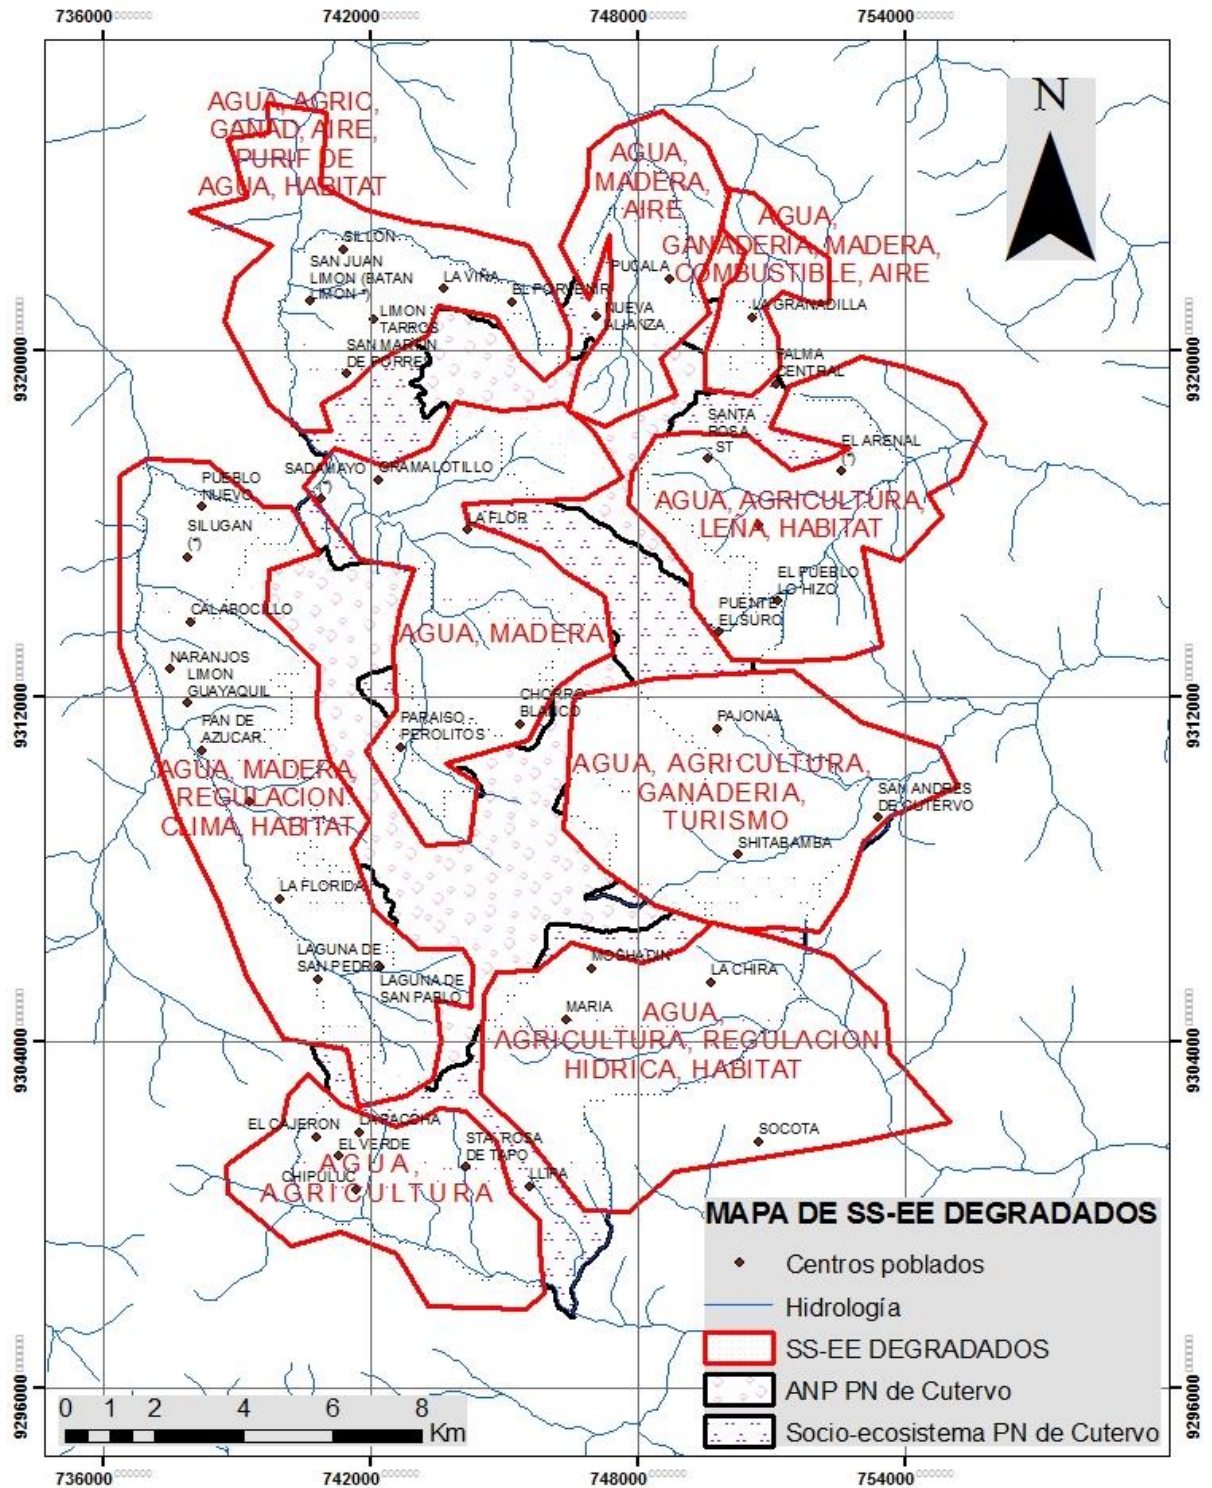 736000 742000 748000 754000
AGUA, AGRIC,
GANAD, AIRE,
PURIF DE
AGUA, HABITAT
AGUA,
MADERA,
AIRE
N
AGUA,
GANADERIA, MADERA,
COMBUSTIBLE, AIRE
SILLON
SAN JUAN
LIMON (BATAN
LIMON *)
LA VIÑA
EL PORVENIR
PUCALA
NUEVA
ALIANZA
LA GRANADILLA
LIMON
TARROS
SAN MARTIN
DE PORRE
PALMA
CENTRAL
9320000
9320000
SANTA
ROSA
ST
EL ARENAL
(*)
PUEBLO
NUEVO
SADAMAYO
(*)
GRAMALOTILLO
SILUGAN
(*)
LA FLOR
AGUA, AGRICULTURA,
LEÑA, HABITAT
CALABOCILLO
EL PUEBLO
LO HIZO
PUENTE
EL SURO
AGUA, MADERA
NARANJOS
LIMON
GUAYAQUIL
9312000
9312000
PAN DE
AZUCAR
PARAISO -
PEROLITOS
CHORRO
BLANCO
PAJONAL
AGUA, MADERA,
REGULACION
CLIMA, HABITAT
AGUA, AGRICULTURA,
GANADERIA,
TURISMO
SAN ANDRES
DE CUTERVO
SHITABAMBA
LA FLORIDA
LAGUNA DE
SAN PEDRO
LAGUNA DE
SAN PABLO
MOSHADIN
LA CHIRA
MARIA
AGUA,
AGRICULTURA, REGULACION
HIDRICA, HABITAT
9304000
9304000
EL CAJERON
LA PACCHA
EL VERDE
CHIPULUC
STA. ROSA
DE TAPO
LLIPA
SOCOTA
AGUA,
AGRICULTURA
MAPA DE SS-EE DEGRADADOS
Centros poblados
Hidrología
SS-EE DEGRADADOS
ANP PN de Cutervo
Socio-ecosistema PN de Cutervo
9296000
9296000
0 1 2 4 6 8
Km
736000 742000 748000 754000